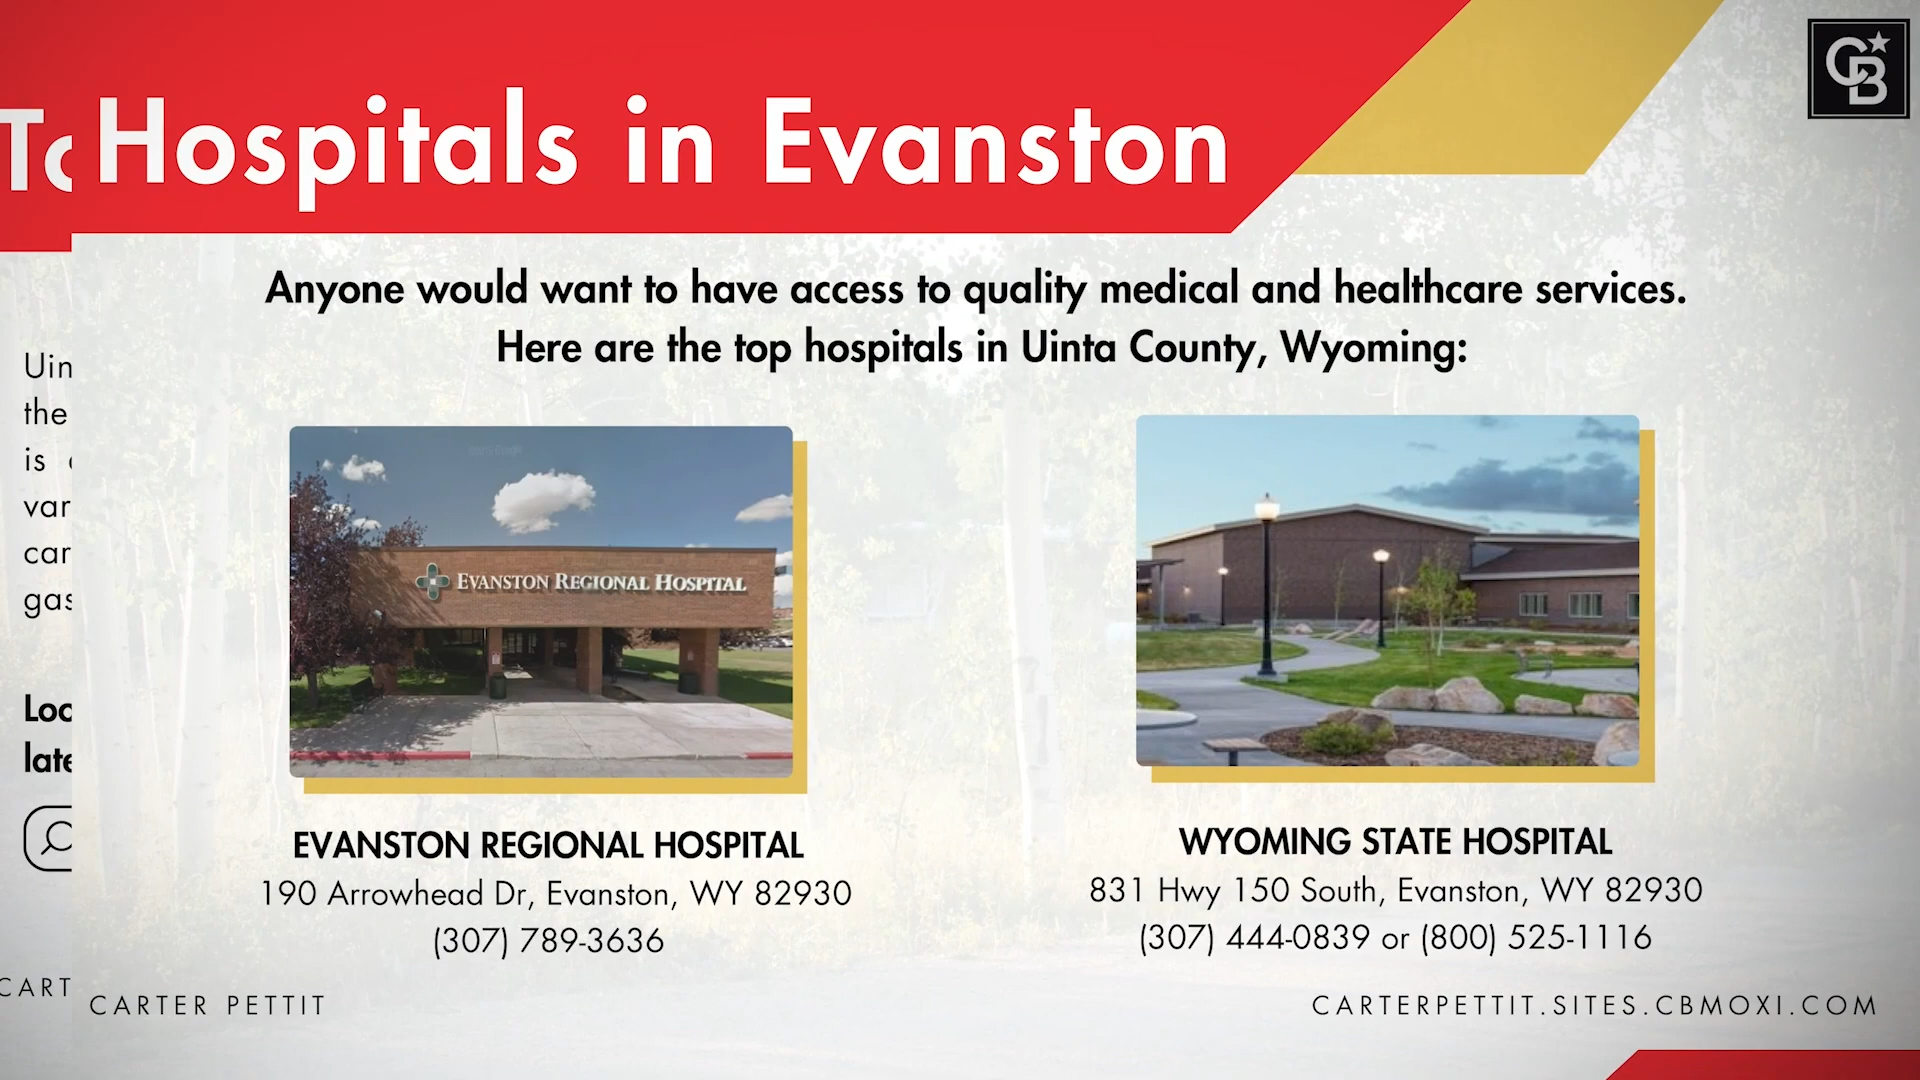 Hospitals in Evanston
CB
Anyone would want to have access to quality medical and healthcare services.
Here are the top hospitals in Uinta County, Wyoming:
the
is
EVANSTON REGIONAL HOSPITAL
EVANSTON REGIONAL HOSPITAL
190 Arrowhead Dr, Evanston, WY 82930
(307) 789-3636
WYOMING STATE HOSPITAL
831 Hwy 150 South, Evanston, WY 82930
(307) 444-0839 or (800) 525-1116
CARTER PETTIT
CARTERPETTIT.SITES.CBMOXI.COM